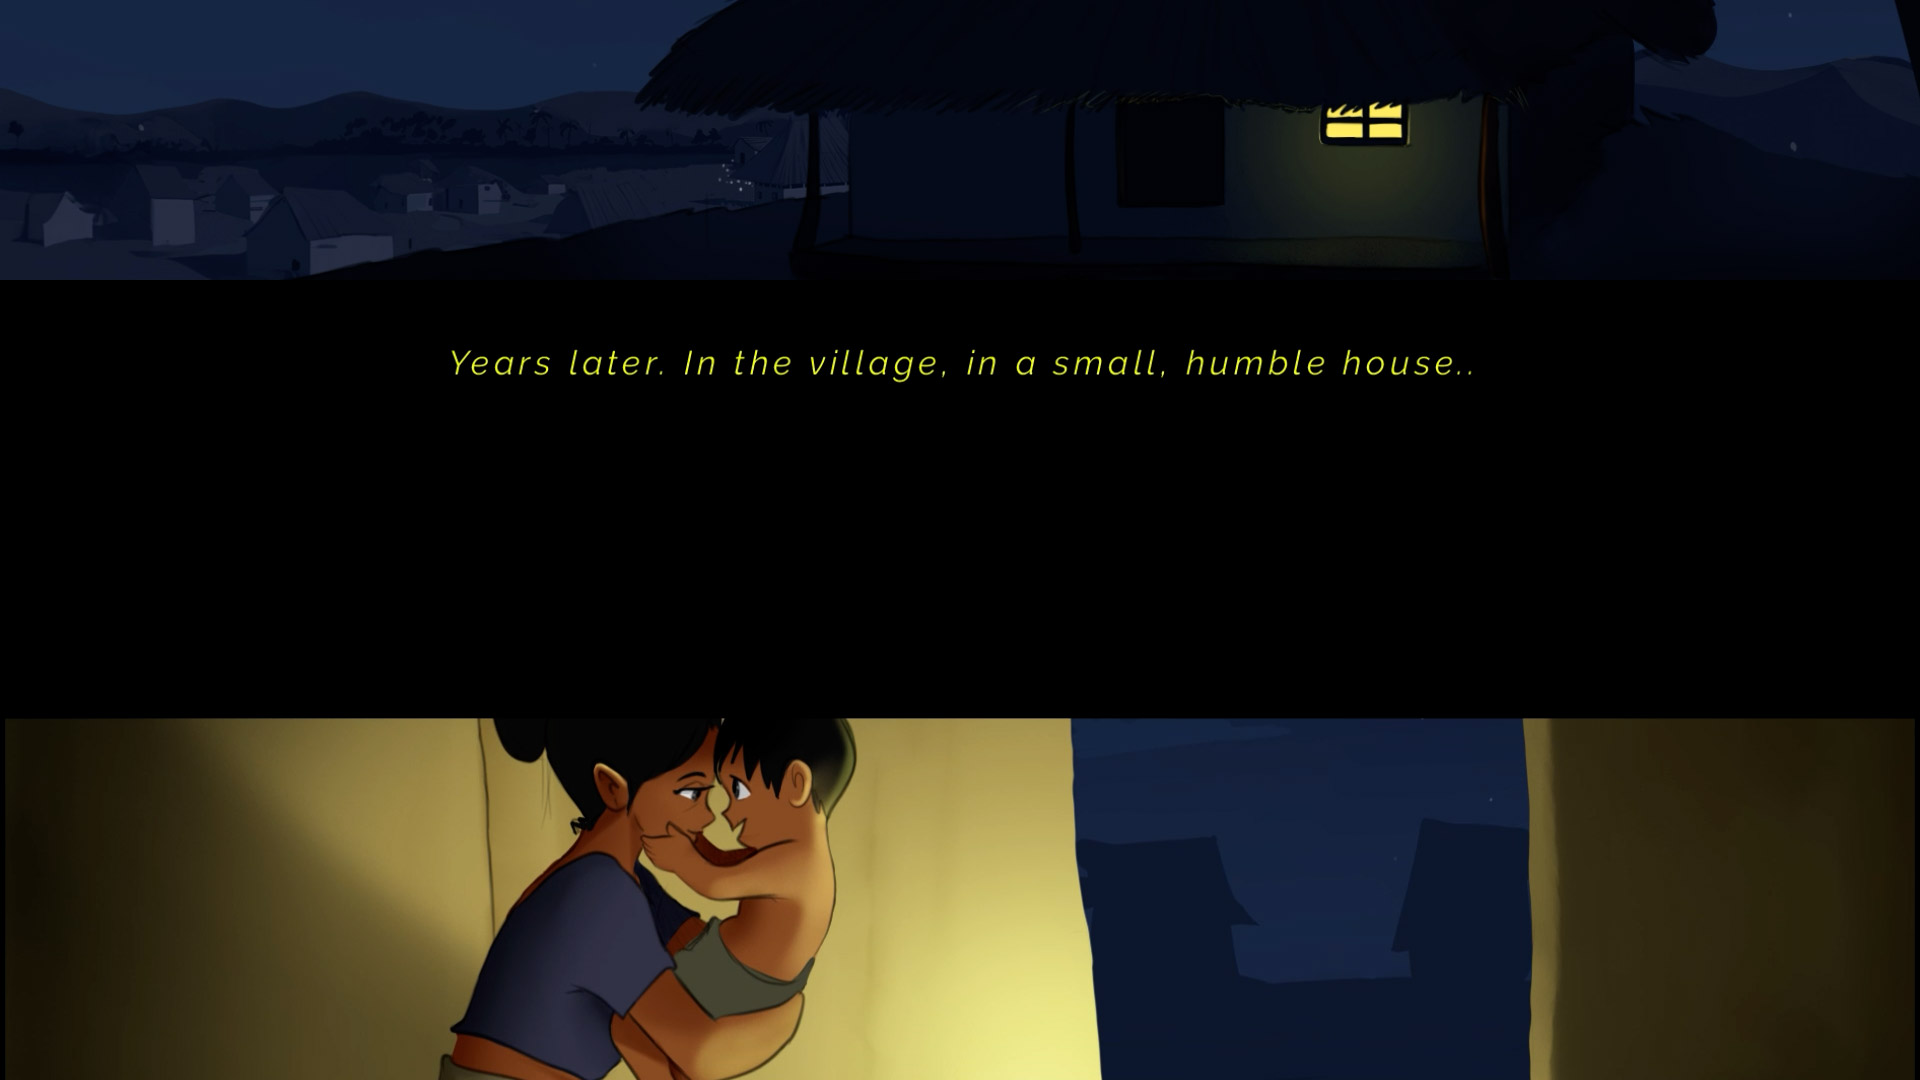 Years later. In the village, in a small, humble house..